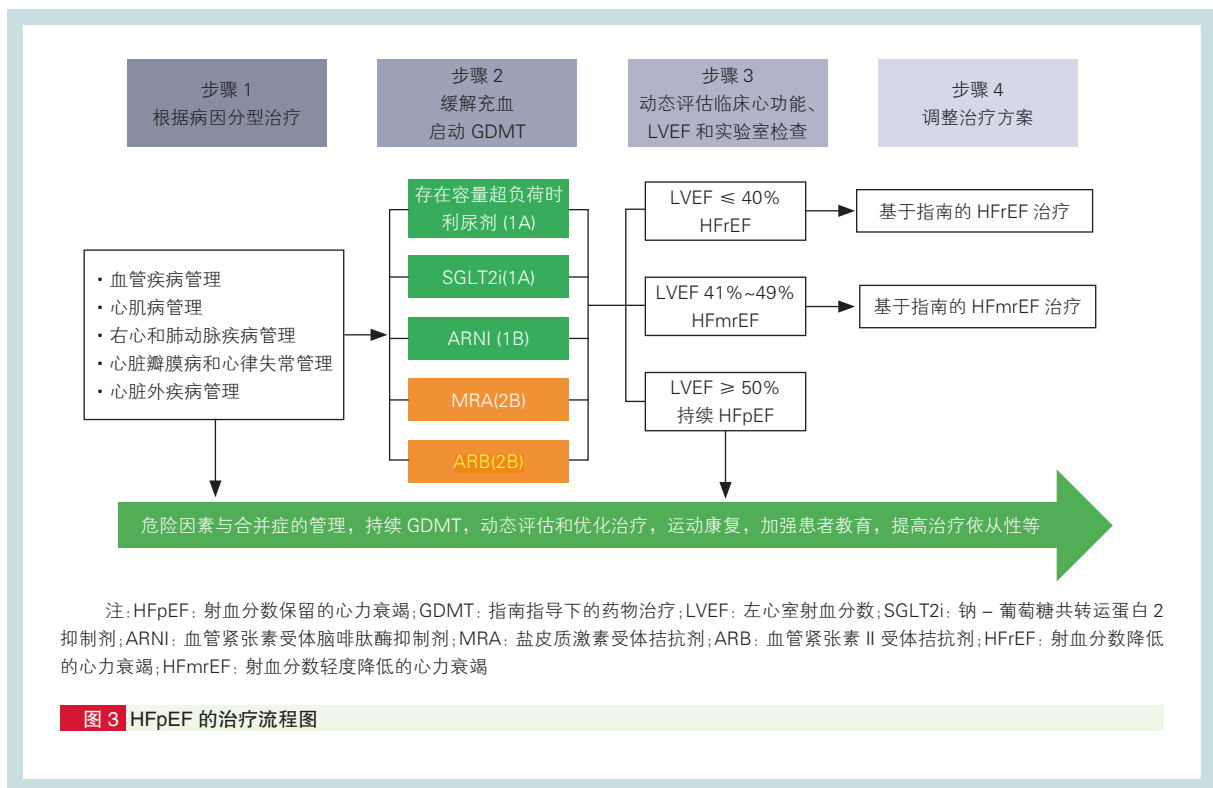 步骤 1
根据病因分型治疗
步骤 2
缓解充血
启动 GDMT
步骤 3
动态评估临床心功能、
LVEF 和实验室检查
步骤 4
调整治疗方案
・血管疾病管理
・心肌病管理
・右心和肺动脉疾病管理
・心脏瓣膜病和心律失常管理
・心脏外疾病管理
存在容量超负荷时
利尿剂 (1A)
SGLT2i(1A)
ARNI (1B)
MRA(2B)
ARB(2B)
LVEF ≤ 40%
HFrEF
LVEF 41%~49%
HFmrEF
LVEF ≥ 50%
持续 HFpEF
基于指南的 HFrEF 治疗
基于指南的 HFmrEF 治疗
危险因素与合并症的管理，持续 GDMT，动态评估和优化治疗，运动康复，加强患者教育，提高治疗依从性等
注：HFpEF：射血分数保留的心力衰竭；GDMT：指南指导下的药物治疗；LVEF：左心室射血分数；SGLT2i：钠 – 葡萄糖共转运蛋白 2
抑制剂；ARNI：血管紧张素受体脑啡肽酶抑制剂；MRA：盐皮质激素受体拮抗剂；ARB：血管紧张素 II 受体拮抗剂；HFrEF：射血分数降低
的心力衰竭；HFmrEF：射血分数轻度降低的心力衰竭
图 3 HFpEF 的治疗流程图